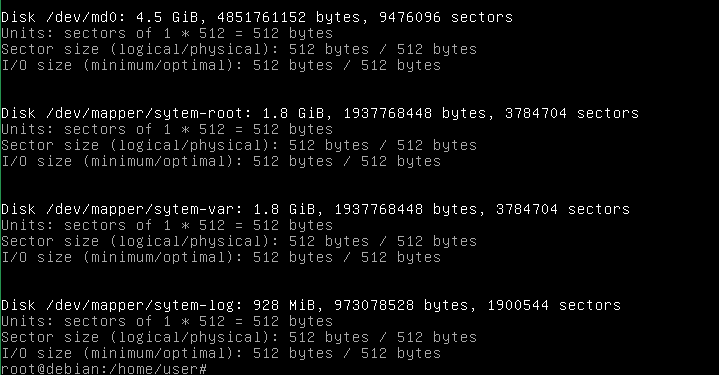 Disk /dev/md0: 4.5 GiB, 4851761152 bytes, 9476096 sectors
Units: sectors of 1 * 512 = 512 bytes
Sector size (logical/physical): 512 bytes / 512 bytes
I/O size (minimum/optimal): 512 bytes / 512 bytes
Disk /dev/mapper/sytem-root: 1.8 GiB, 1937768448 bytes, 3784704 sectors
Units: sectors of 1 * 512 = 512 bytes
Sector size (logical/physical): 512 bytes / 512 bytes
I/O size (minimum/optimal): 512 bytes / 512 bytes
Disk /dev/mapper/sytem-var: 1.8 GiB, 1937768448 bytes, 3784704 sectors
Units: sectors of 1 * 512 = 512 bytes
Sector size (logical/physical): 512 bytes / 512 bytes
I/O size (minimum/optimal): 512 bytes / 512 bytes
Disk /dev/mapper/sytem-log: 928 MiB, 973078528 bytes, 1900544 sectors
Units: sectors of 1 * 512 = 512 bytes
Sector size (logical/physical): 512 bytes / 512 bytes
I/O size (minimum/optimal): 512 bytes / 512 bytes
root@debian:/home/user#